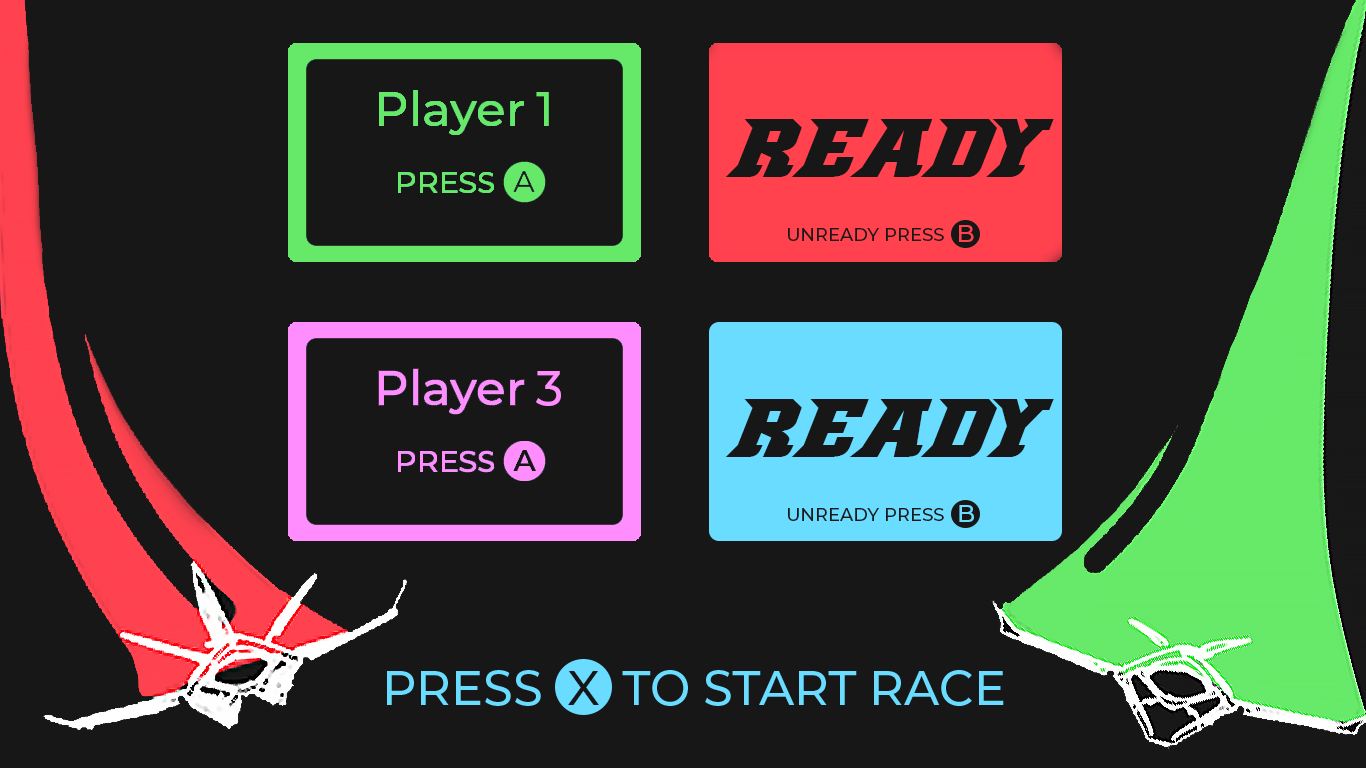 Player 1
PRESS A
READY
UNREADY PRESS B
Player 3
PRESS A
READY
UNREADY PRESS B
PRESS X TO START RACE